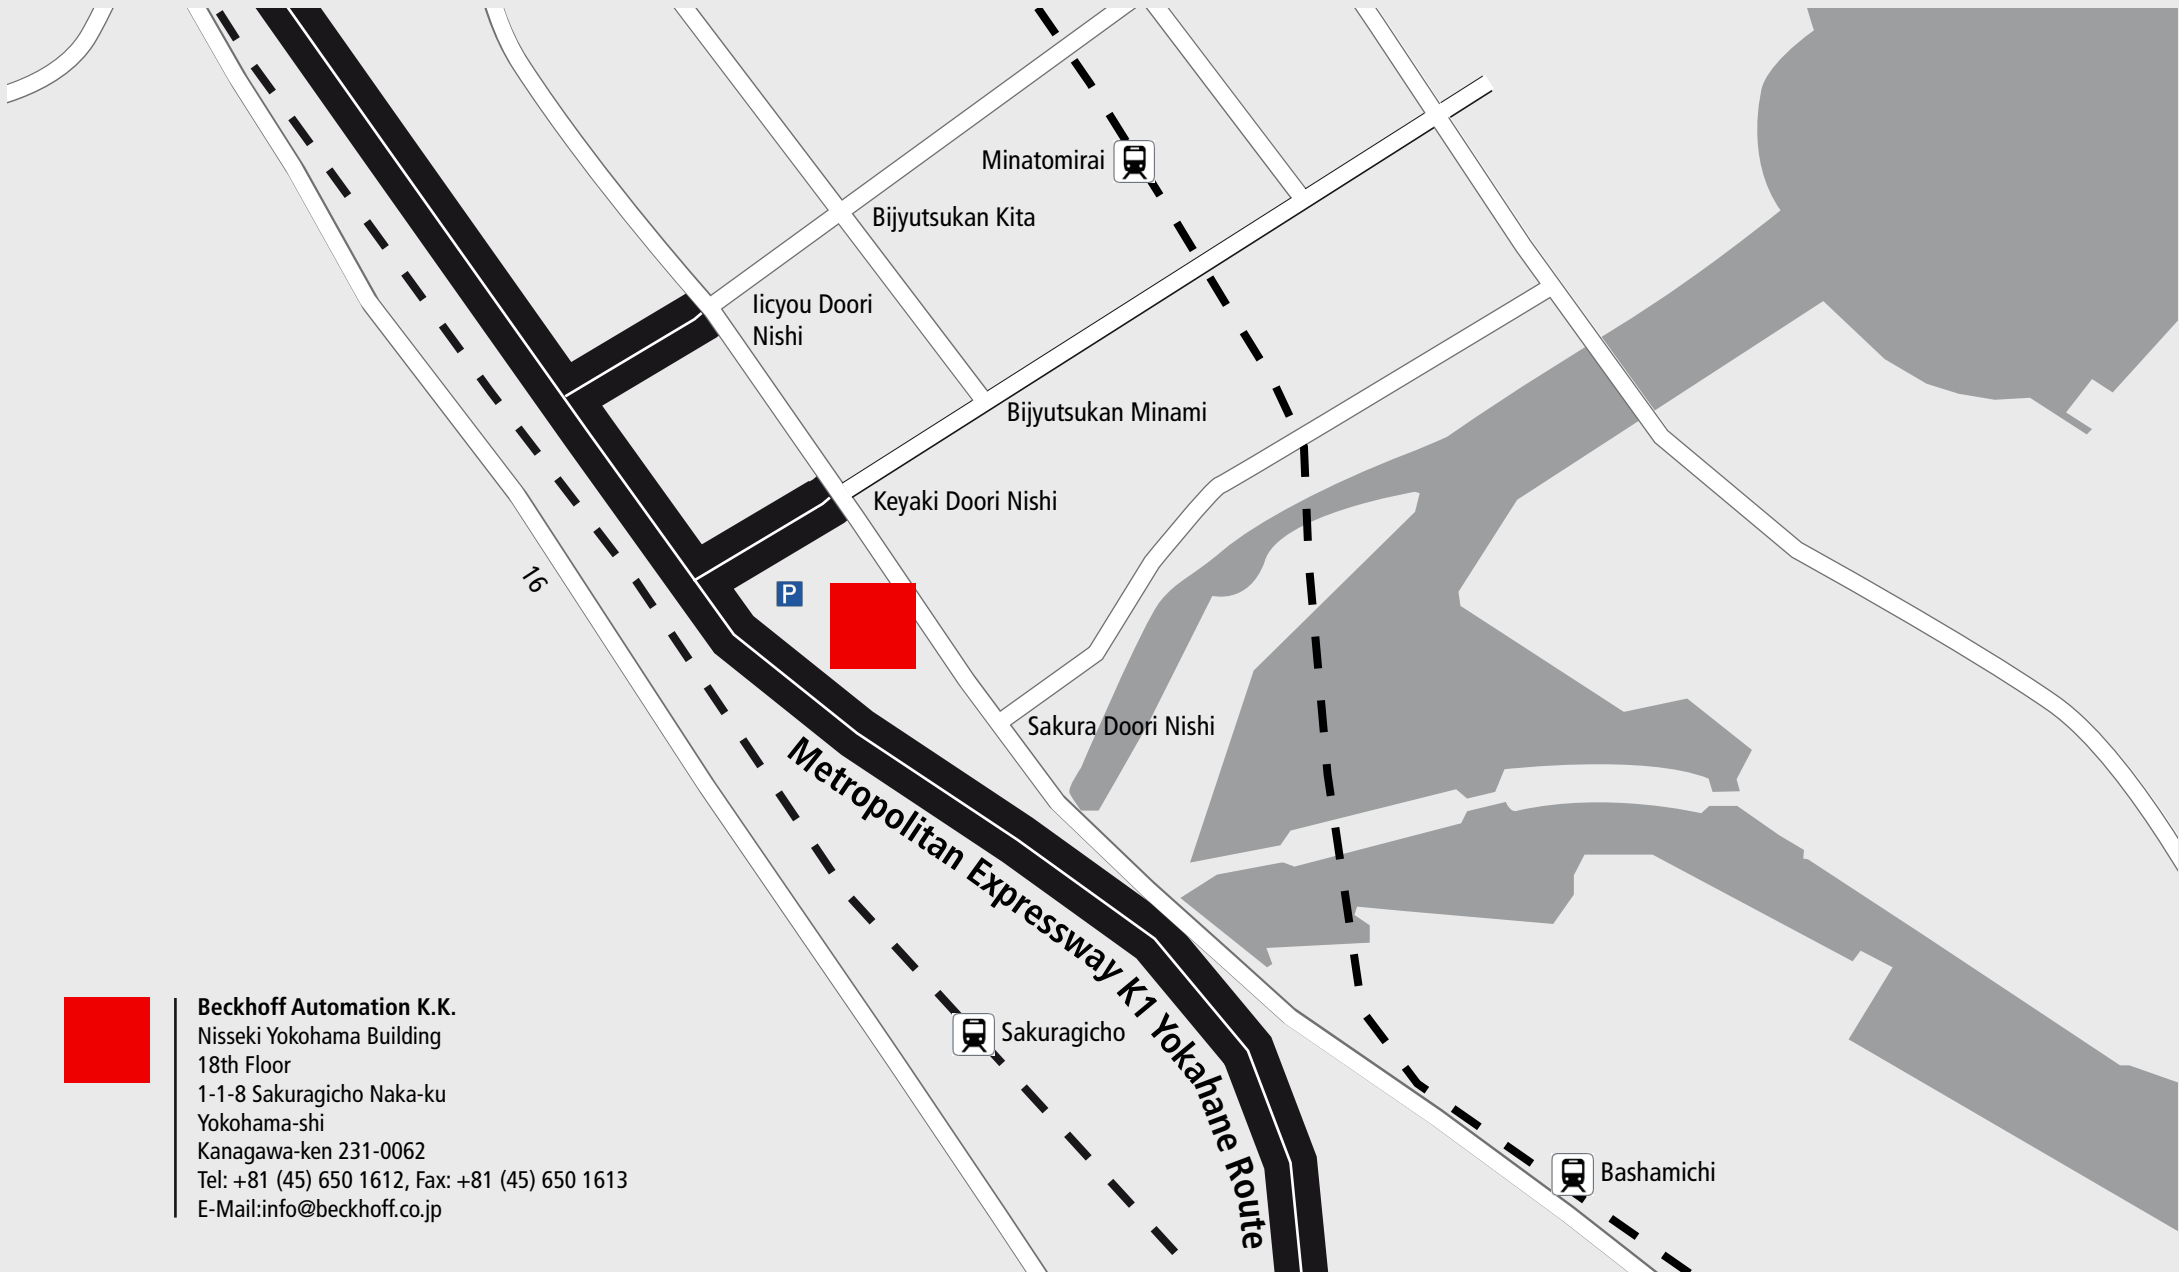 Minatomirai
Bijyutsukan Kita
Iicyou Doori
Nishi
Bijyutsukan Minami
Keyaki Doori Nishi
16
P
Sakura Doori Nishi
Metropolitan Expressway K1 Yokahane Route
Sakuragicho
Bashamichi
Beckhoff Automation K.K.
Nisseki Yokohama Building
18th Floor
1-1-8 Sakuragicho Naka-ku
Yokohama-shi
Kanagawa-ken 231-0062
Tel: +81 (45) 650 1612, Fax: +81 (45) 650 1613
E-Mail:info@beckhoff.co.jp